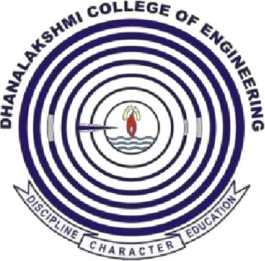 DHANALAKSHMI COLLEGE OF ENGINEERING
DISCIPLINE
CHARACTER
EDUCATION